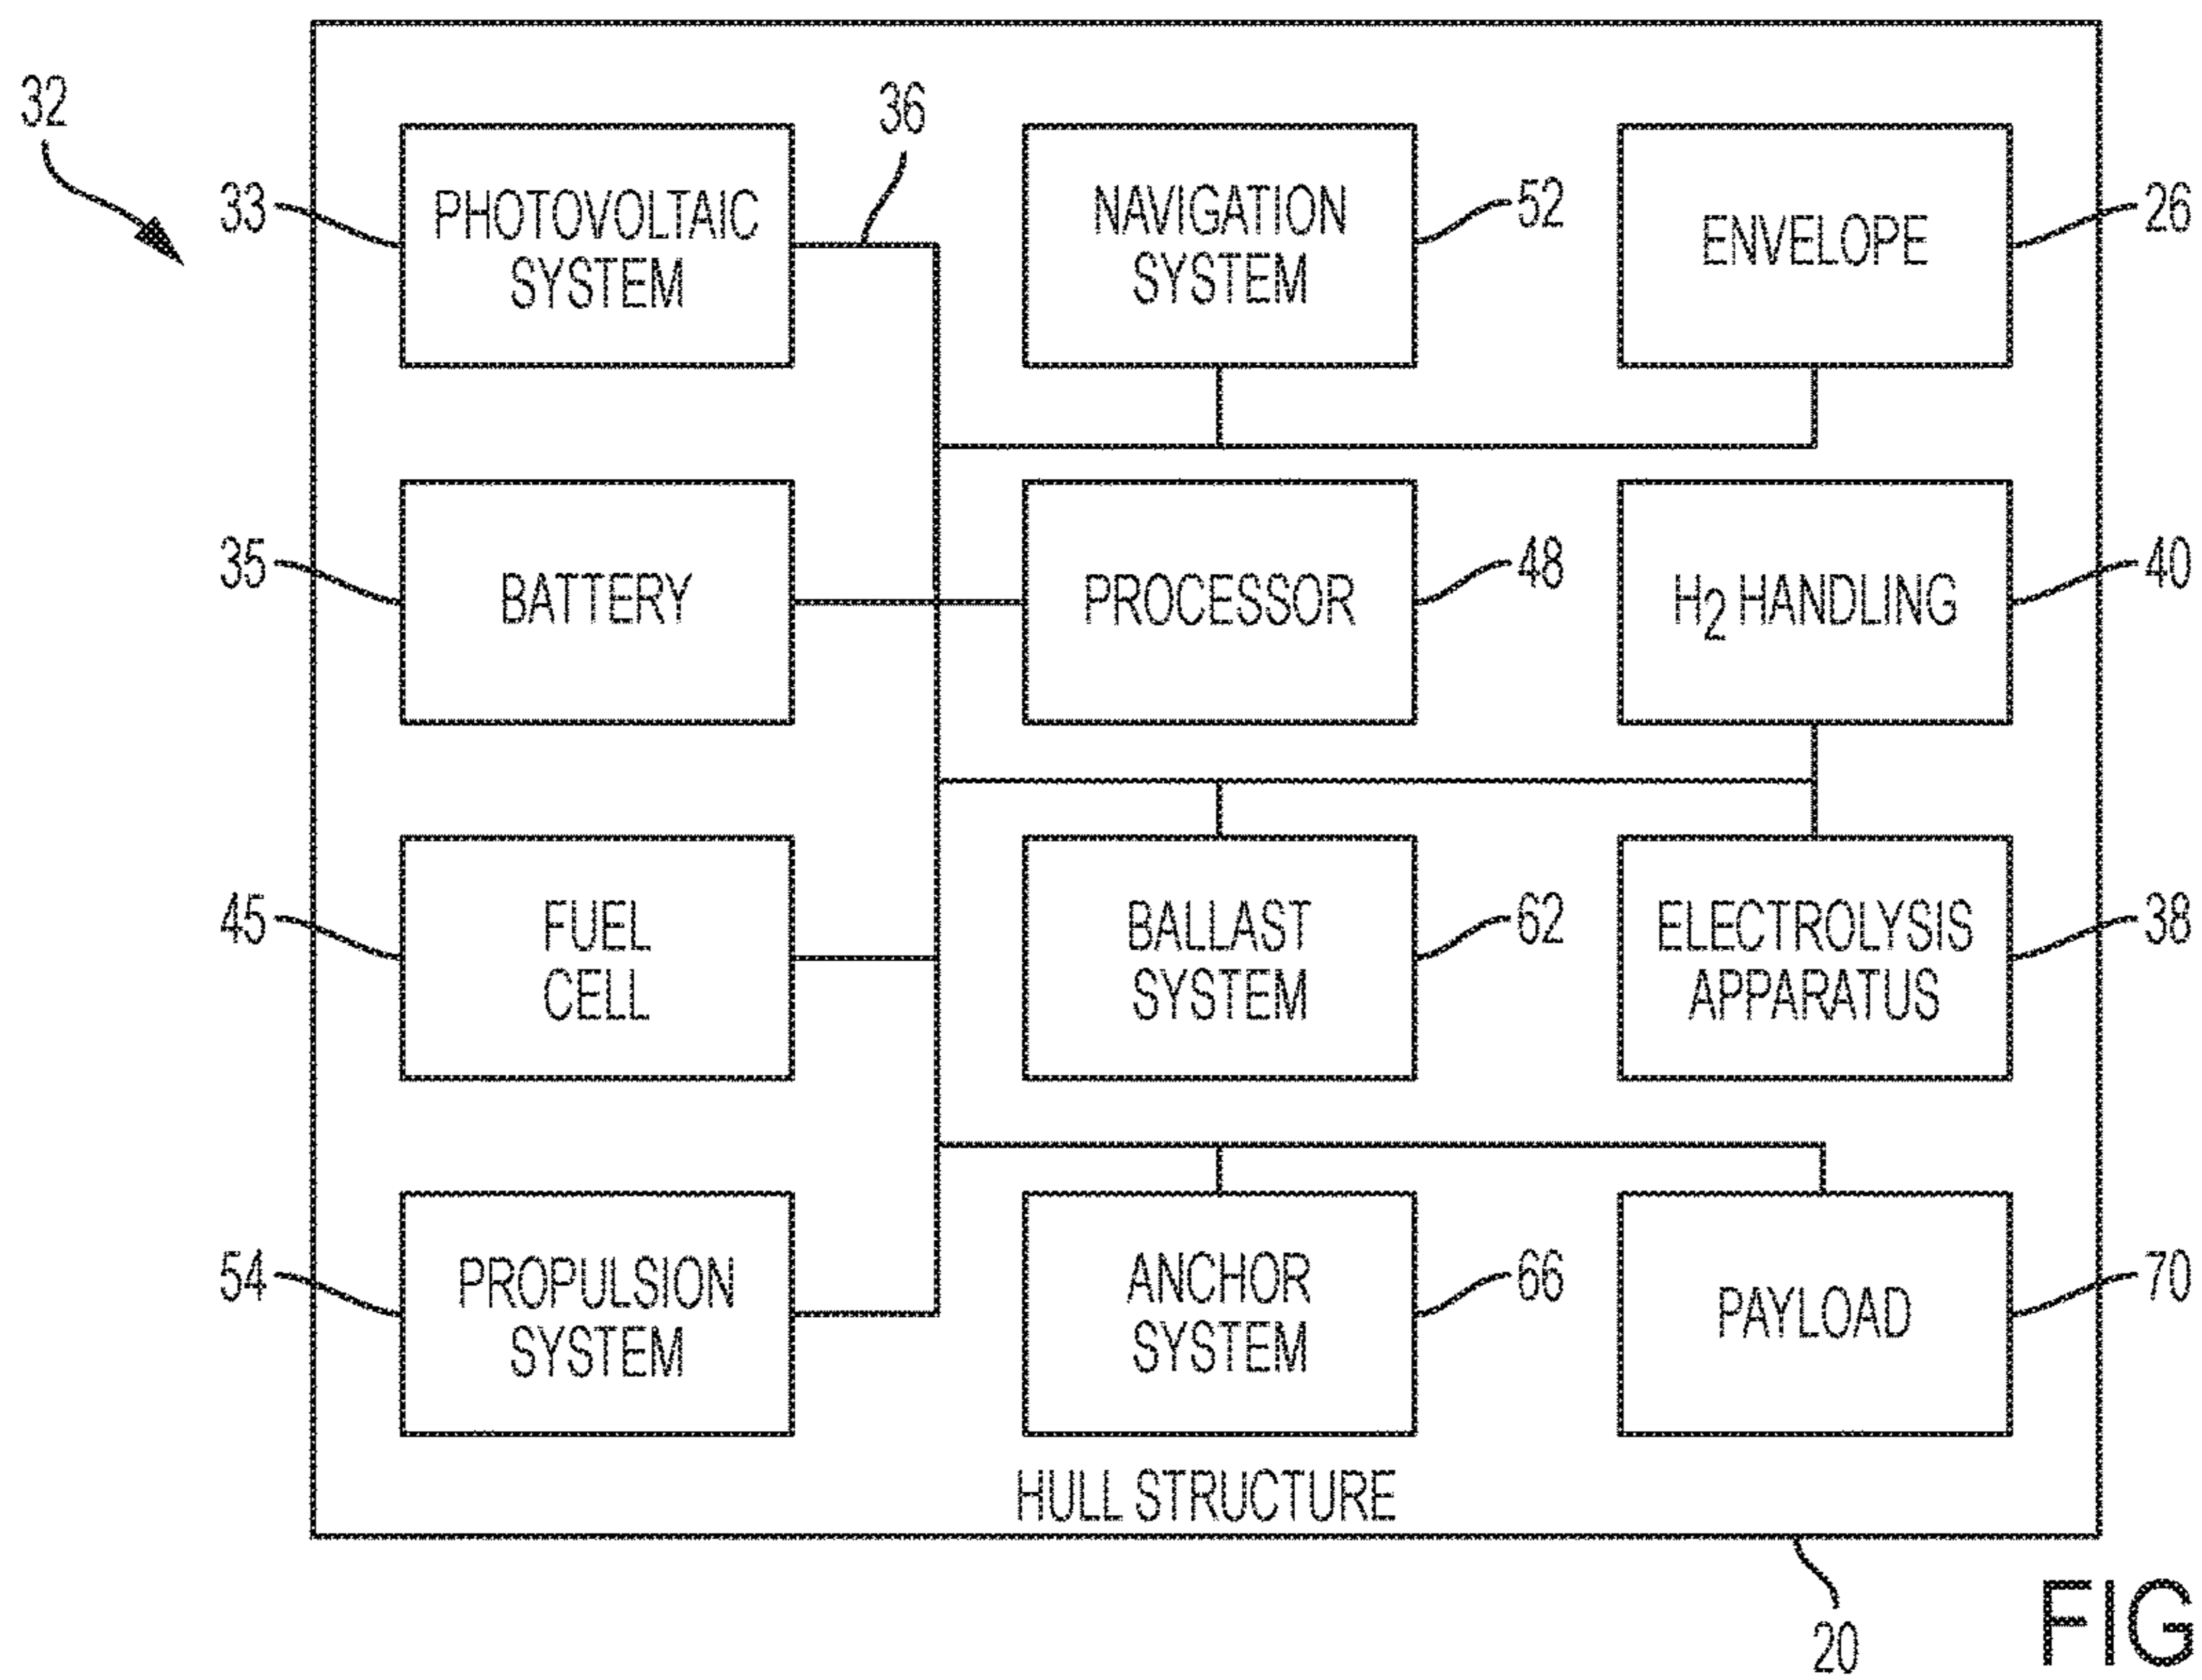 32
33
PHOTOVOLTAIC
SYSTEM
36
NAVIGATION
SYSTEM
52
ENVELOPE
26
35
BATTERY
PROCESSOR
48
H2 HANDLING
40
45
FUEL
CELL
BALLAST
SYSTEM
62
ELECTROLYSIS
APPARATUS
38
54
PROPULSION
SYSTEM
ANCHOR
SYSTEM
66
PAYLOAD
70
HULL STRUCTURE
20
FIG